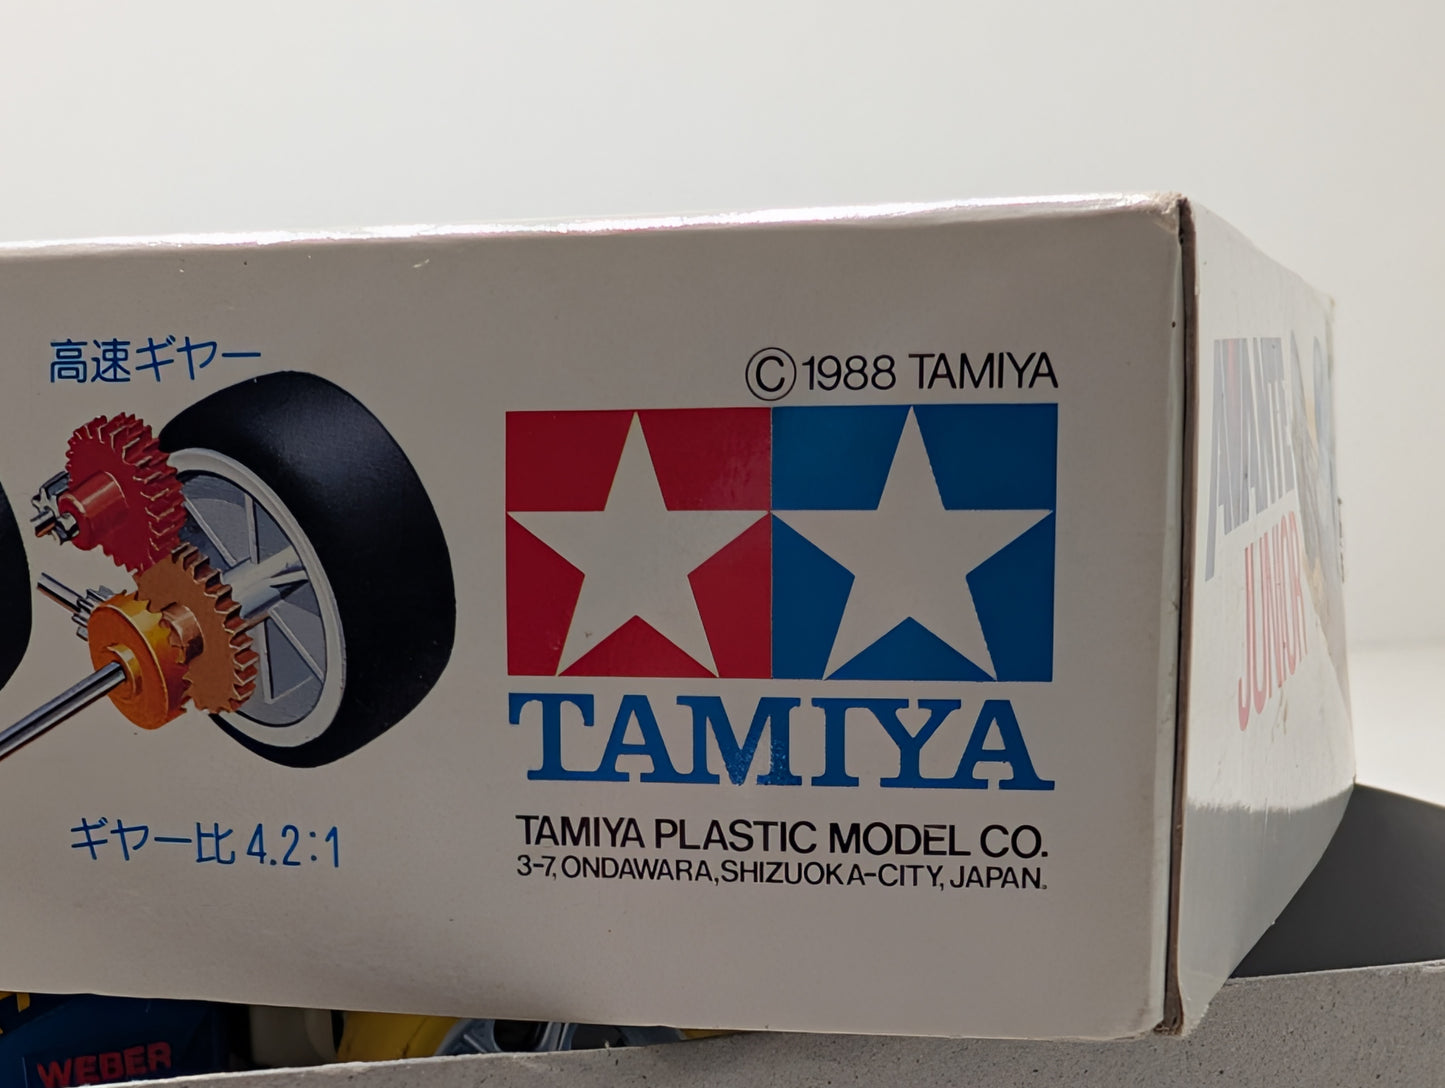 高速ギヤー
ギヤー比 4.2:1
©1988 TAMIYA
TAMIYA
TAMIYA PLASTIC MODEL CO.
3-7, ONDAWARA, SHIZUOKA-CITY, JAPAN.
AVANTE
JUNIOR
WEBER